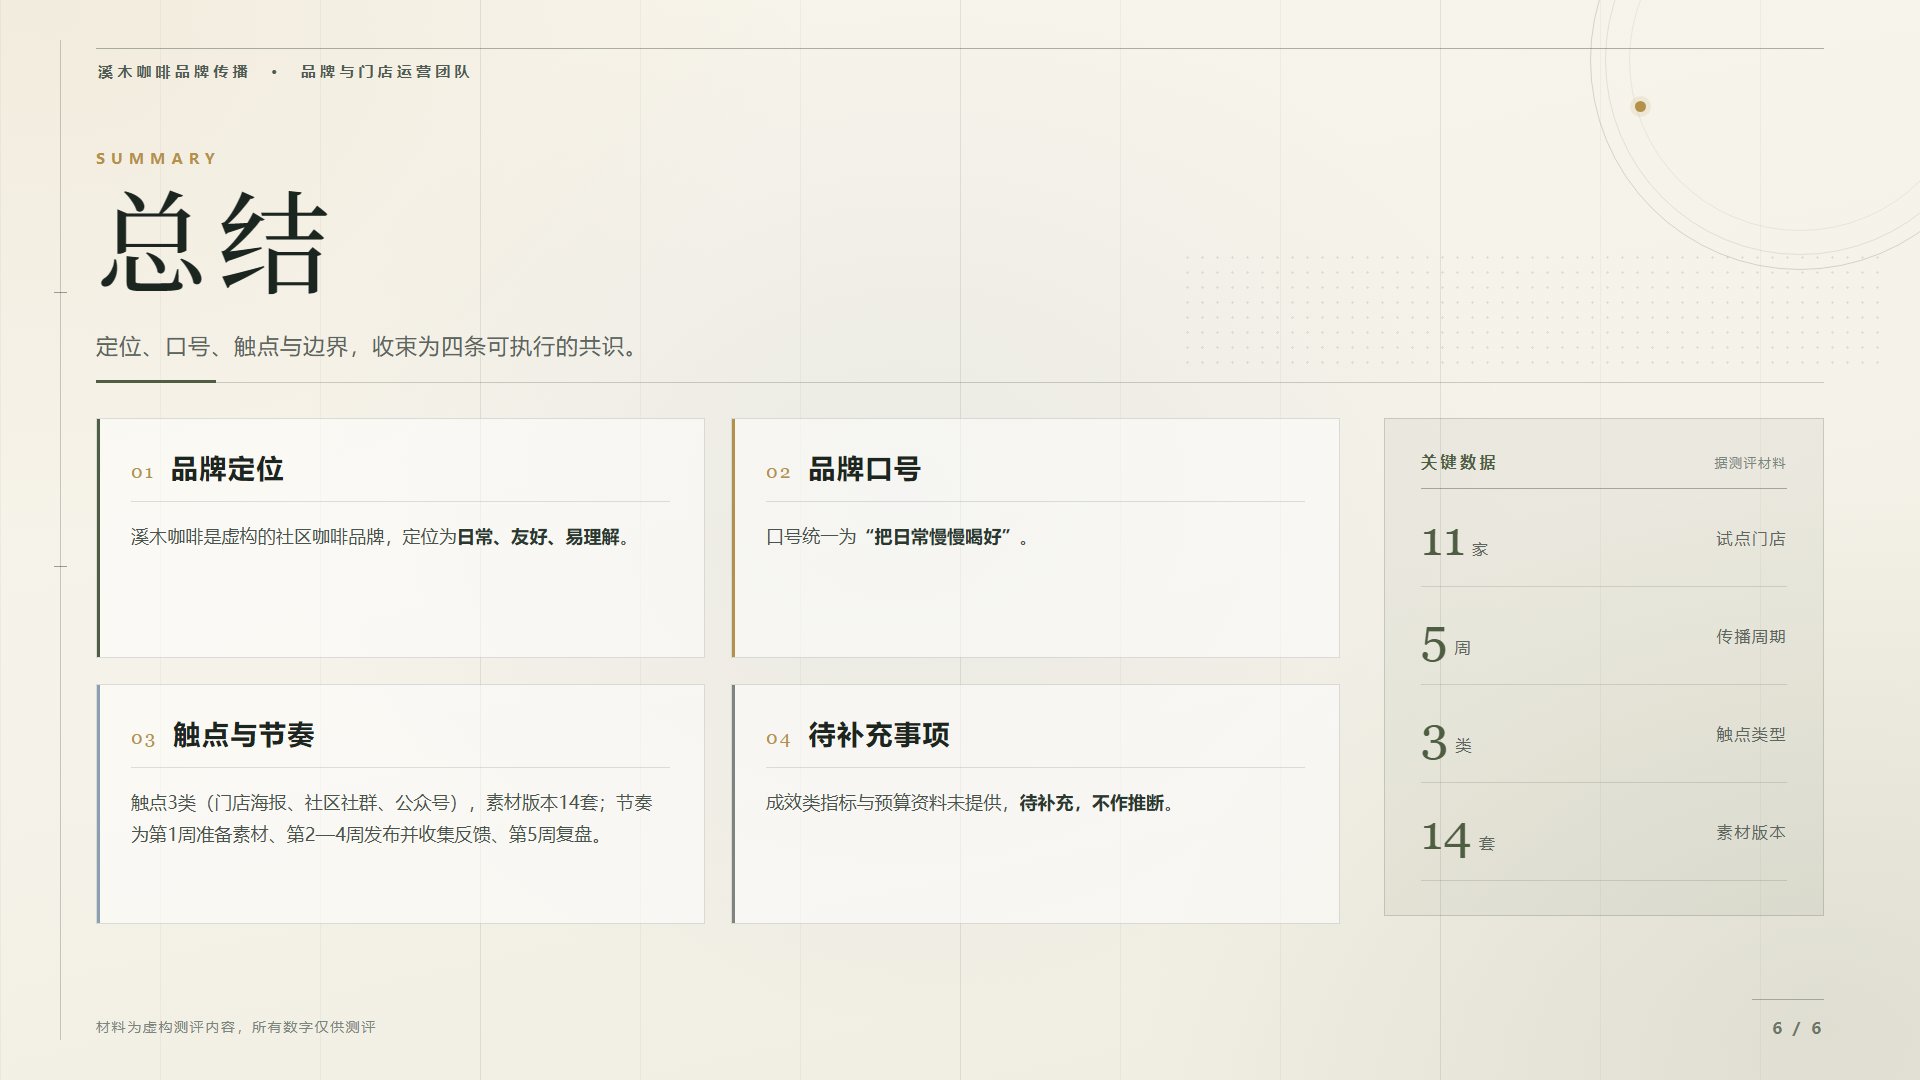 溪木咖啡品牌传播 • 品牌与门店运营团队
SUMMARY
总结
定位、口号、触点与边界，收束为四条可执行的共识。
01 品牌定位
溪木咖啡是虚构的社区咖啡品牌，定位为日常、友好、易理解。
02 品牌口号
口号统一为“把日常慢慢喝好”。
03 触点与节奏
触点3类（门店海报、社区社群、公众号），素材版本14套；节奏
为第1周准备素材、第2—4周发布并收集反馈、第5周复盘。
04 待补充事项
成效类指标与预算资料未提供，待补充，不作推断。
关键数据 据测评材料
11 家 试点门店
5 周 传播周期
3 类 触点类型
14 套 素材版本
材料为虚构测评内容，所有数字仅供测评
6 / 6